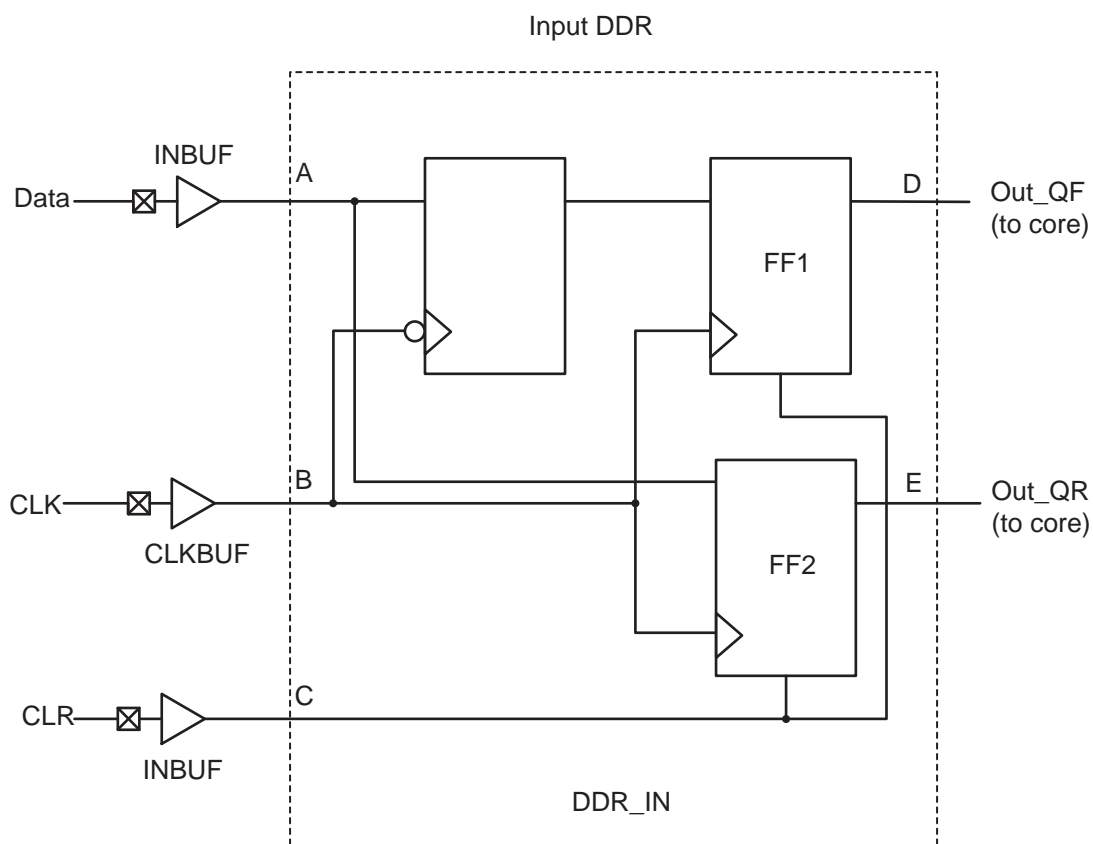 Input DDR
INBUF
A
Data
D
Out_QF
(to core)
FF1
B
E
CLK
Out_QR
(to core)
CLKBUF
FF2
C
CLR
INBUF
DDR_IN